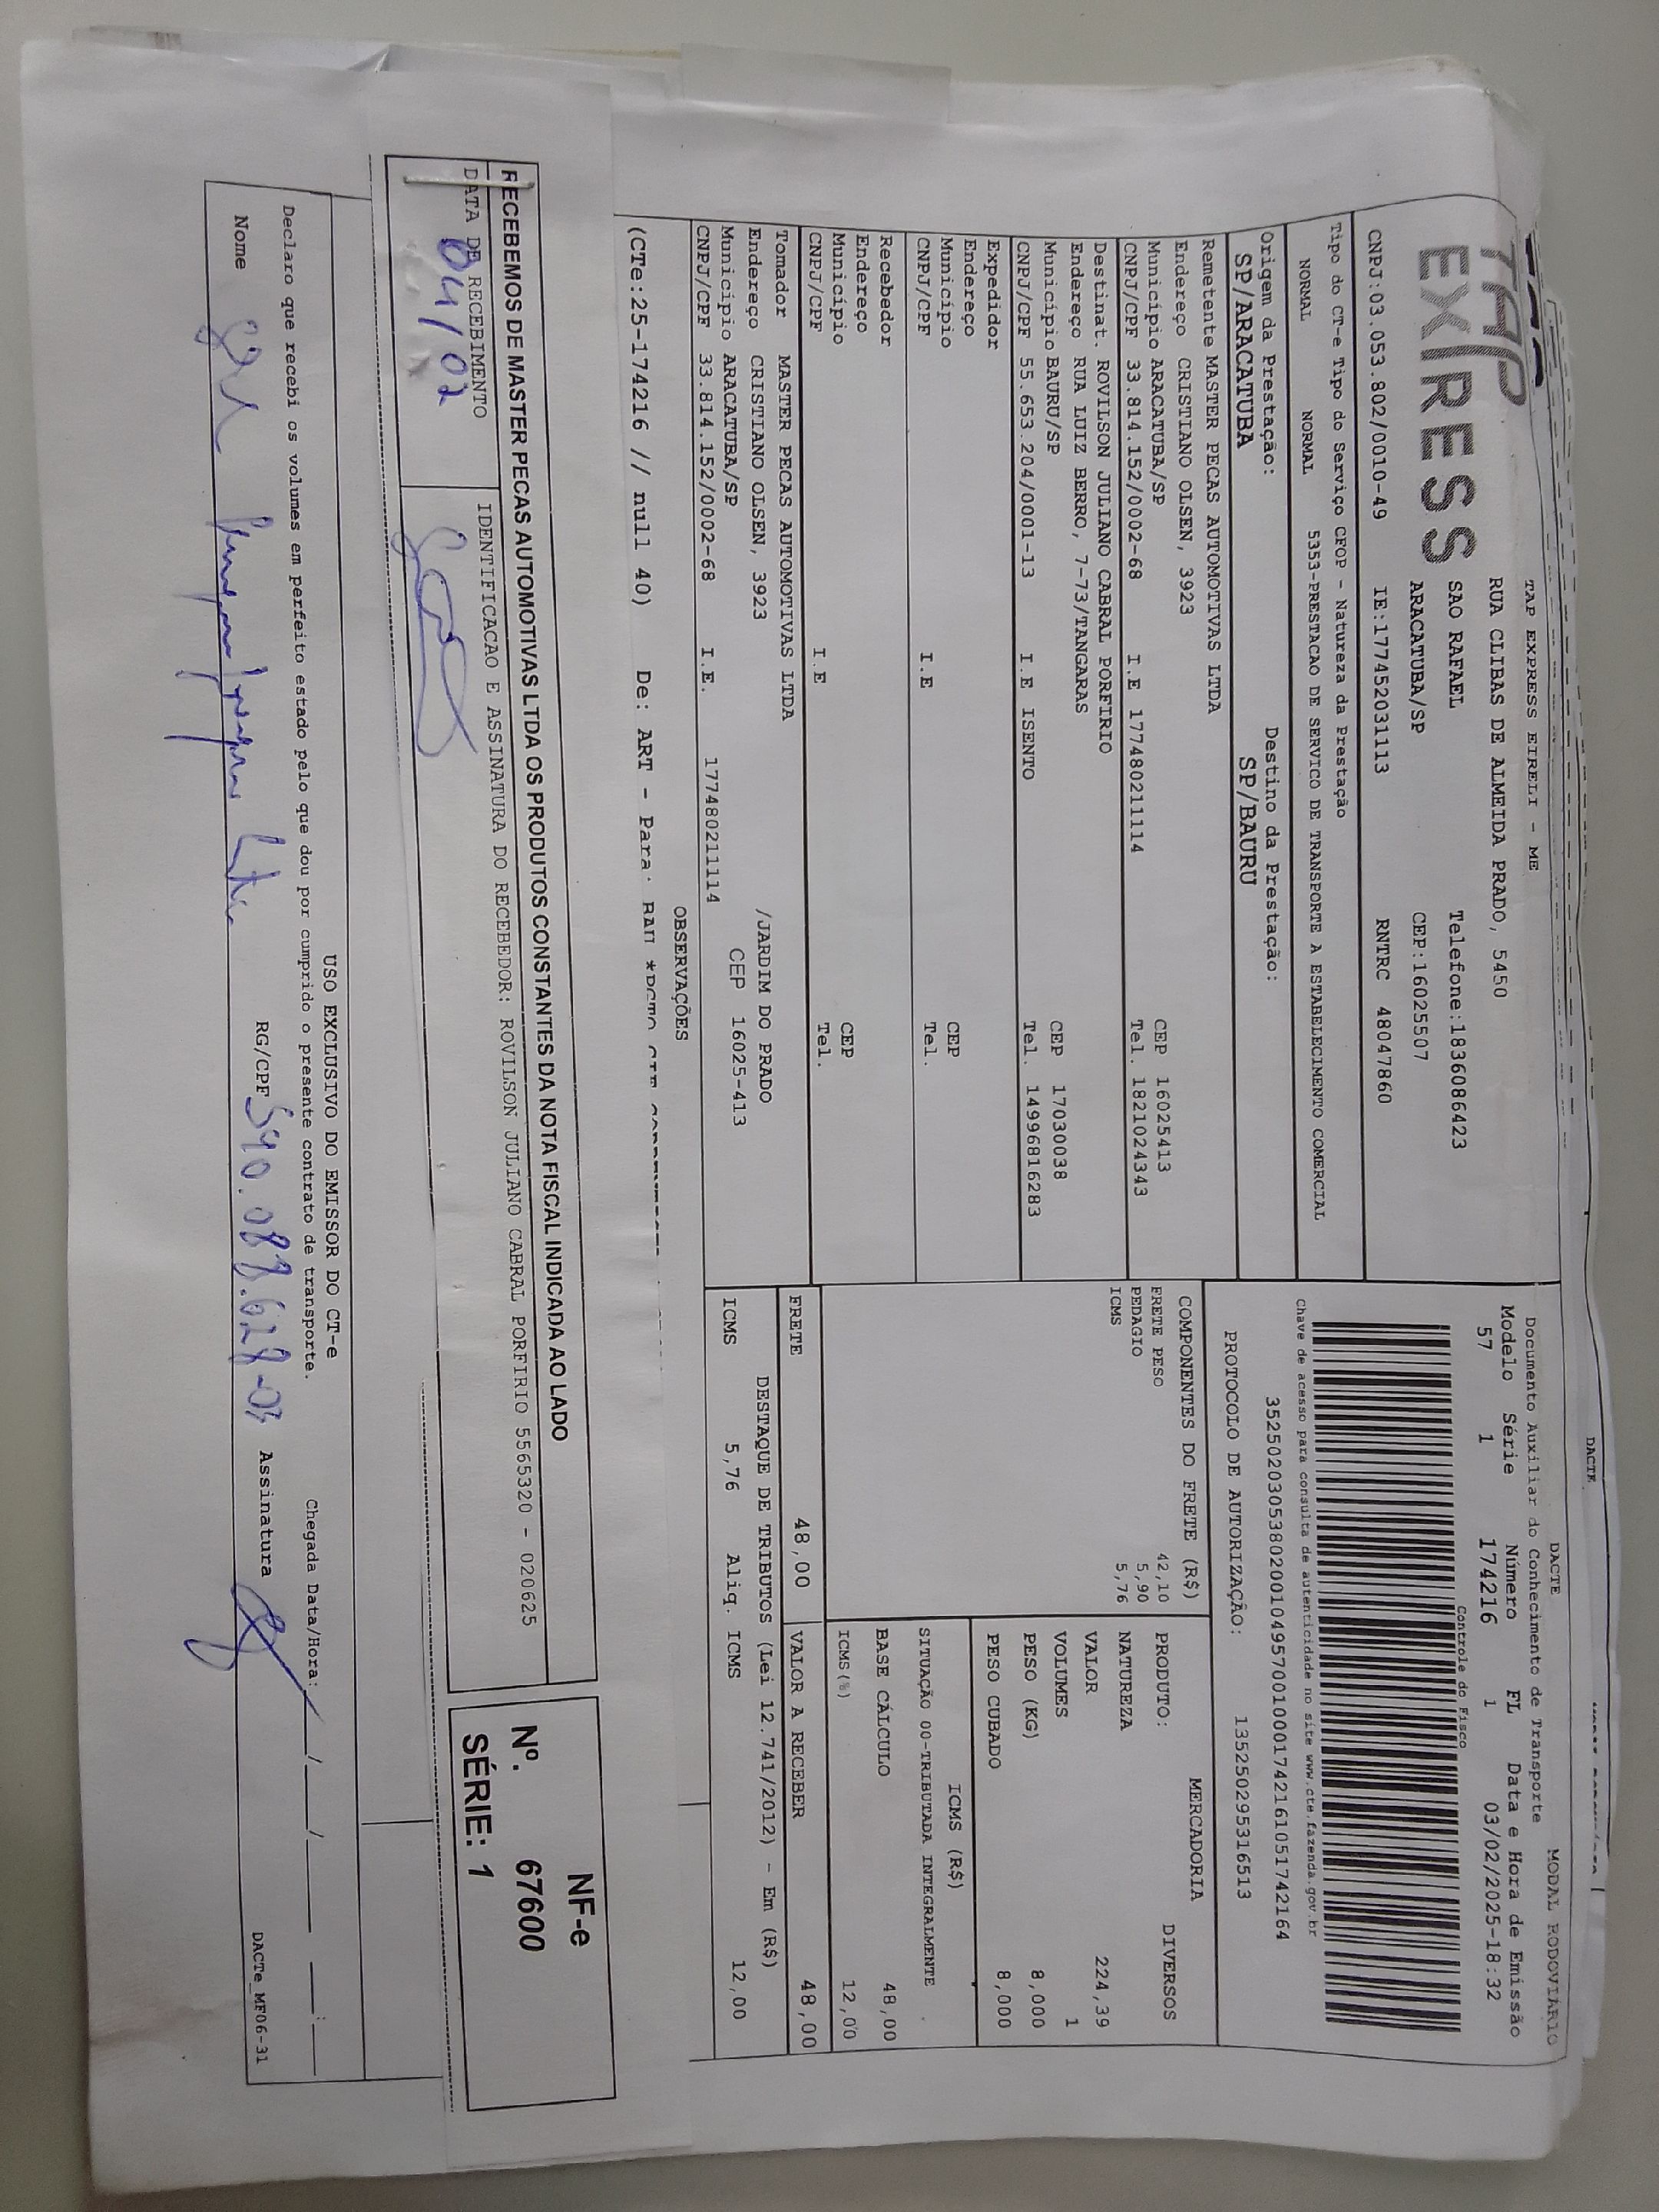 DACTE
DACTE
MODAL RODOVIARIO
TAP
EXPRESS
TAP EXPRESS EIRELI - ME
RUA CLIBAS DE ALMEIDA PRADO, 5450
SAO RAFAEL Telefone:1836086423
ARACATUBA/SP CEP:16025507
CNPJ:03.053.802/0010-49 IE:177452031113 RNTRC 48047860
Documento Auxiliar do Conhecimento de Transporte
Modelo Série Número FL Data e Hora de Emissão
57 1 174216 1 03/02/2025-18:32
Controle do Fisco
Chave de acesso para consulta de autenticidade no site www.cte.fazenda.gov.br
35250203053802001049570010001742161051742164
PROTOCOLO DE AUTORIZAÇÃO: 135250295316513
Tipo do CT-e Tipo do Serviço CFOP - Natureza da Prestação
NORMAL NORMAL 5353-PRESTACAO DE SERVICO DE TRANSPORTE A ESTABELECIMENTO COMERCIAL
Origem da Prestação: Destino da Prestação:
SP/ARACATUBA SP/BAURU
Remetente MASTER PECAS AUTOMOTIVAS LTDA
Endereço CRISTIANO OLSEN, 3923
Município ARACATUBA/SP CEP 16025413
CNPJ/CPF 33.814.152/0002-68 I.E 177480211114 Tel. 1821024343
Destinat. ROVILSON JULIANO CABRAL PORFIRIO
Endereço RUA LUIZ BERRO, 7-73/TANGARAS
Município BAURU/SP CEP 17030038
CNPJ/CPF 55.653.204/0001-13 I.E ISENTO Tel. 14996816283
Expedidor
Endereço
Município CEP
CNPJ/CPF I.E Tel.
Recebedor
Endereço
Município CEP
CNPJ/CPF I.E Tel.
Tomador MASTER PECAS AUTOMOTIVAS LTDA
Endereço CRISTIANO OLSEN, 3923 /JARDIM DO PRADO
Município ARACATUBA/SP CEP 16025-413
CNPJ/CPF 33.814.152/0002-68 I.E. 177480211114
COMPONENTES DO FRETE (R$)
FRETE PESO 42,10
PEDAGIO 5,90
ICMS 5,76
MERCADORIA
PRODUTO: DIVERSOS
NATUREZA
VALOR 224,39
VOLUMES 1
PESO (KG) 8,000
PESO CUBADO 8,000
ICMS (R$)
SITUAÇÃO 00-TRIBUTADA INTEGRALMENTE
BASE CÁLCULO 48,00
ICMS(%) 12,00
FRETE 48,00 VALOR A RECEBER 48,00
DESTAQUE DE TRIBUTOS (Lei 12.741/2012) - Em (R$)
ICMS 5,76 Aliq. ICMS 12,00
OBSERVAÇÕES
(CTe:25-174216 // null 40) De: ART - Para: BAU
RECEBEMOS DE MASTER PECAS AUTOMOTIVAS LTDA OS PRODUTOS CONSTANTES DA NOTA FISCAL INDICADA AO LADO
DATA DE RECEBIMENTO IDENTIFICACAO E ASSINATURA DO RECEBEDOR: ROVILSON JULIANO CABRAL PORFIRIO 5565320 - 020625
04/02
NF-e
Nº. 67600
SÉRIE: 1
USO EXCLUSIVO DO EMISSOR DO CT-e
Declaro que recebi os volumes em perfeito estado pelo que dou por cumprido o presente contrato de transporte. Chegada Data/Hora: / / :
Nome RG/CPF Assinatura
DACTe_MF06-31